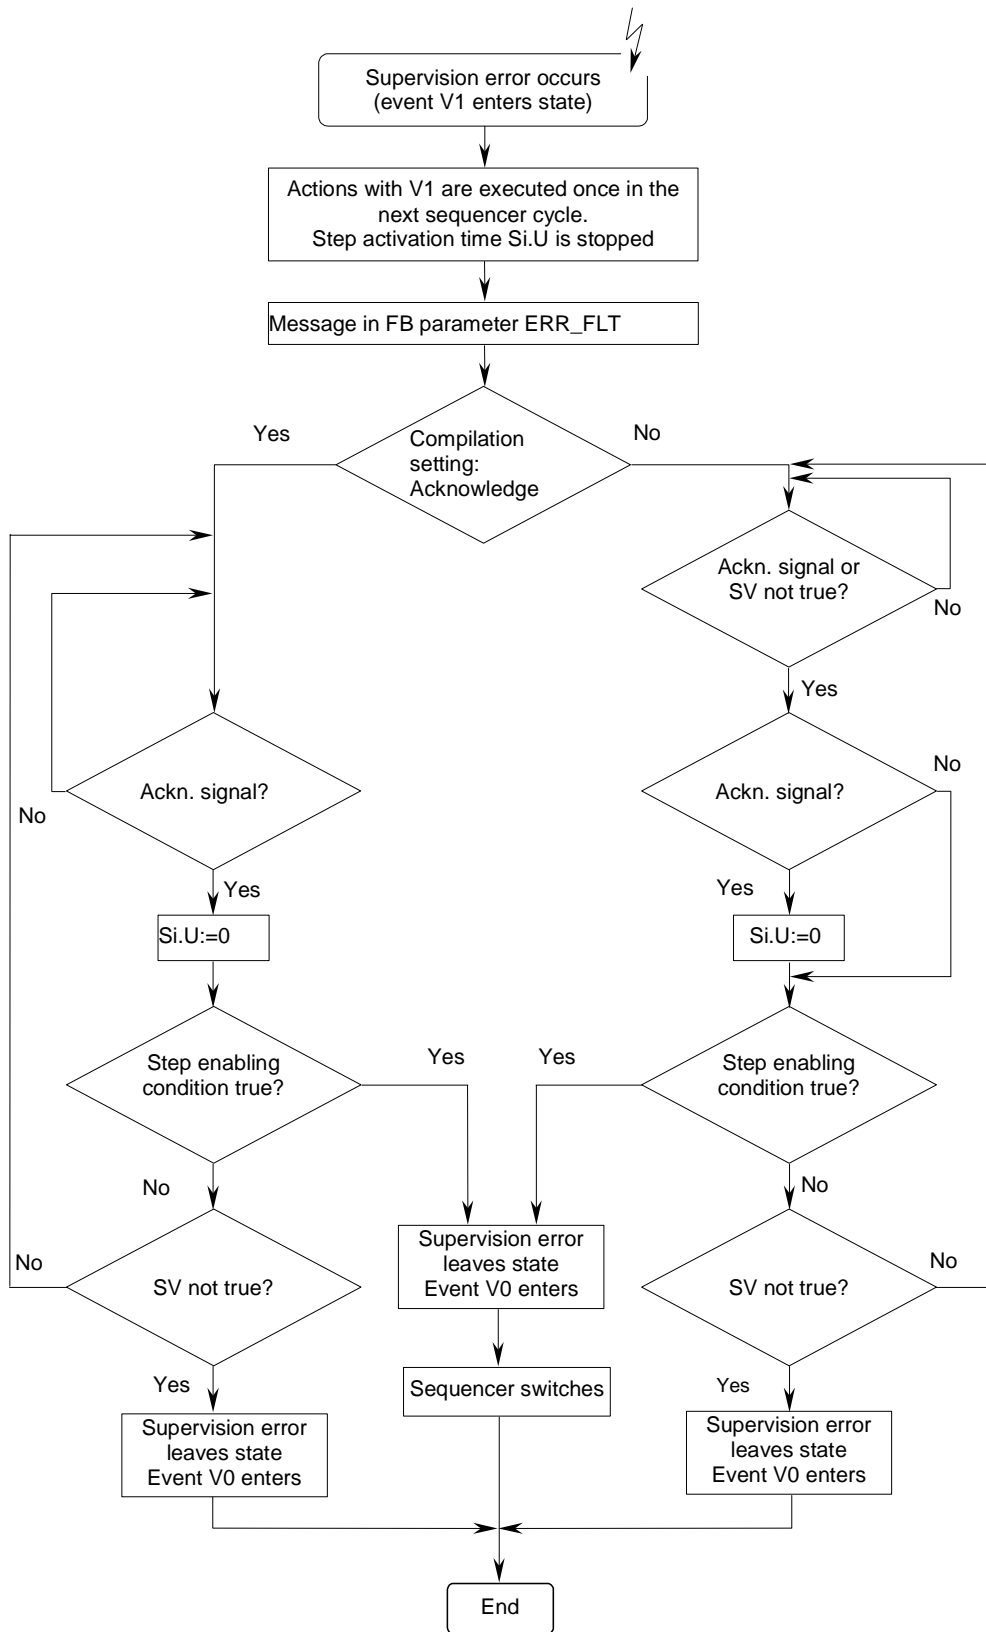 Supervision error occurs
(event V1 enters state)
Actions with V1 are executed once in the
next sequencer cycle.
Step activation time Si.U is stopped
Message in FB parameter ERR_FLT
Yes
Compilation
setting:
Acknowledge
No
Ackn. signal or
SV not true?
No
Yes
Ackn. signal?
No
Yes
Si.U:=0
Ackn. signal?
No
Yes
Si.U:=0
Step enabling
condition true?
Yes
No
Yes
Step enabling
condition true?
No
SV not true?
No
Yes
Supervision error
leaves state
Event V0 enters
Supervision error
leaves state
Event V0 enters
Sequencer switches
SV not true?
No
Yes
Supervision error
leaves state
Event V0 enters
End